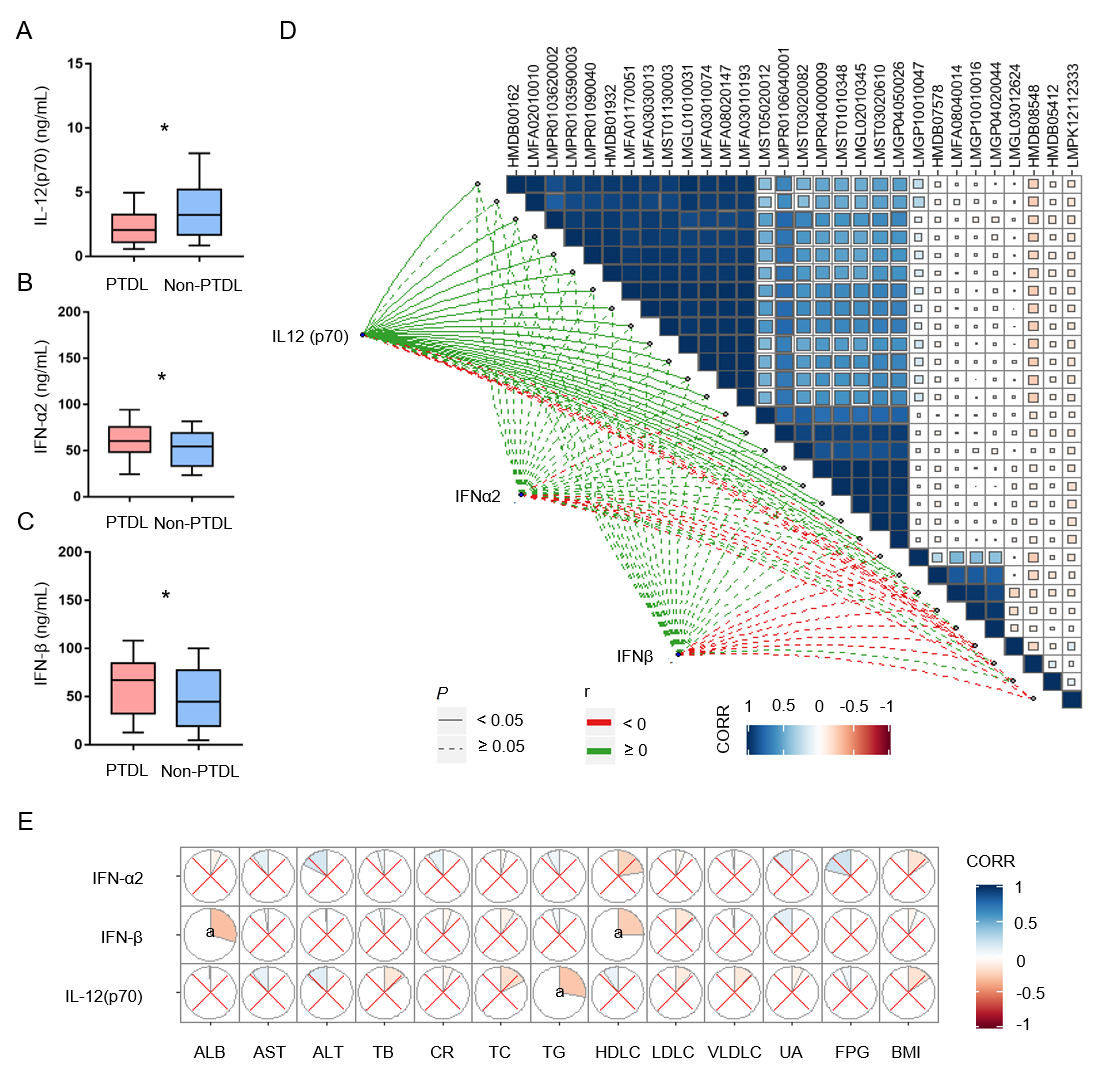 A
IL-12(p70) (ng/mL)
15
10
5
0
*
PTDL
Non-PTDL
B
IFN-α2 (ng/mL)
200
150
100
50
0
*
PTDL
Non-PTDL
C
IFN-β (ng/mL)
200
150
100
50
0
*
PTDL
Non-PTDL
D
HMDB00162
LMFA02010010
LMPR0103620002
LMPR0103590003
LMPR01090040
HMDB01932
LMFA01170051
LMFA03030013
LMST01130003
LMGL01010031
LMFA03010074
LMFA08020147
LMFA03010193
LMST05020012
LMPR0106040001
LMST03020082
LMPR04000009
LMST01010348
LMGL02010345
LMST03020610
LMGP04050026
LMGP10010047
HMDB07578
LMFA08040014
LMGP10010016
LMGP04020044
LMGL03012624
HMDB08548
HMDB05412
LMPK12112333
IL12 (p70)
IFNα2
IFNβ
P
< 0.05
≥ 0.05
r
< 0
≥ 0
CORR
1 0.5 0 -0.5 -1
E
IFN-α2
IFN-β
a
a
IL-12(p70)
a
ALB AST ALT TB CR TC TG HDLC LDLC VLDLC UA FPG BMI
CORR
1
0.5
0
-0.5
-1